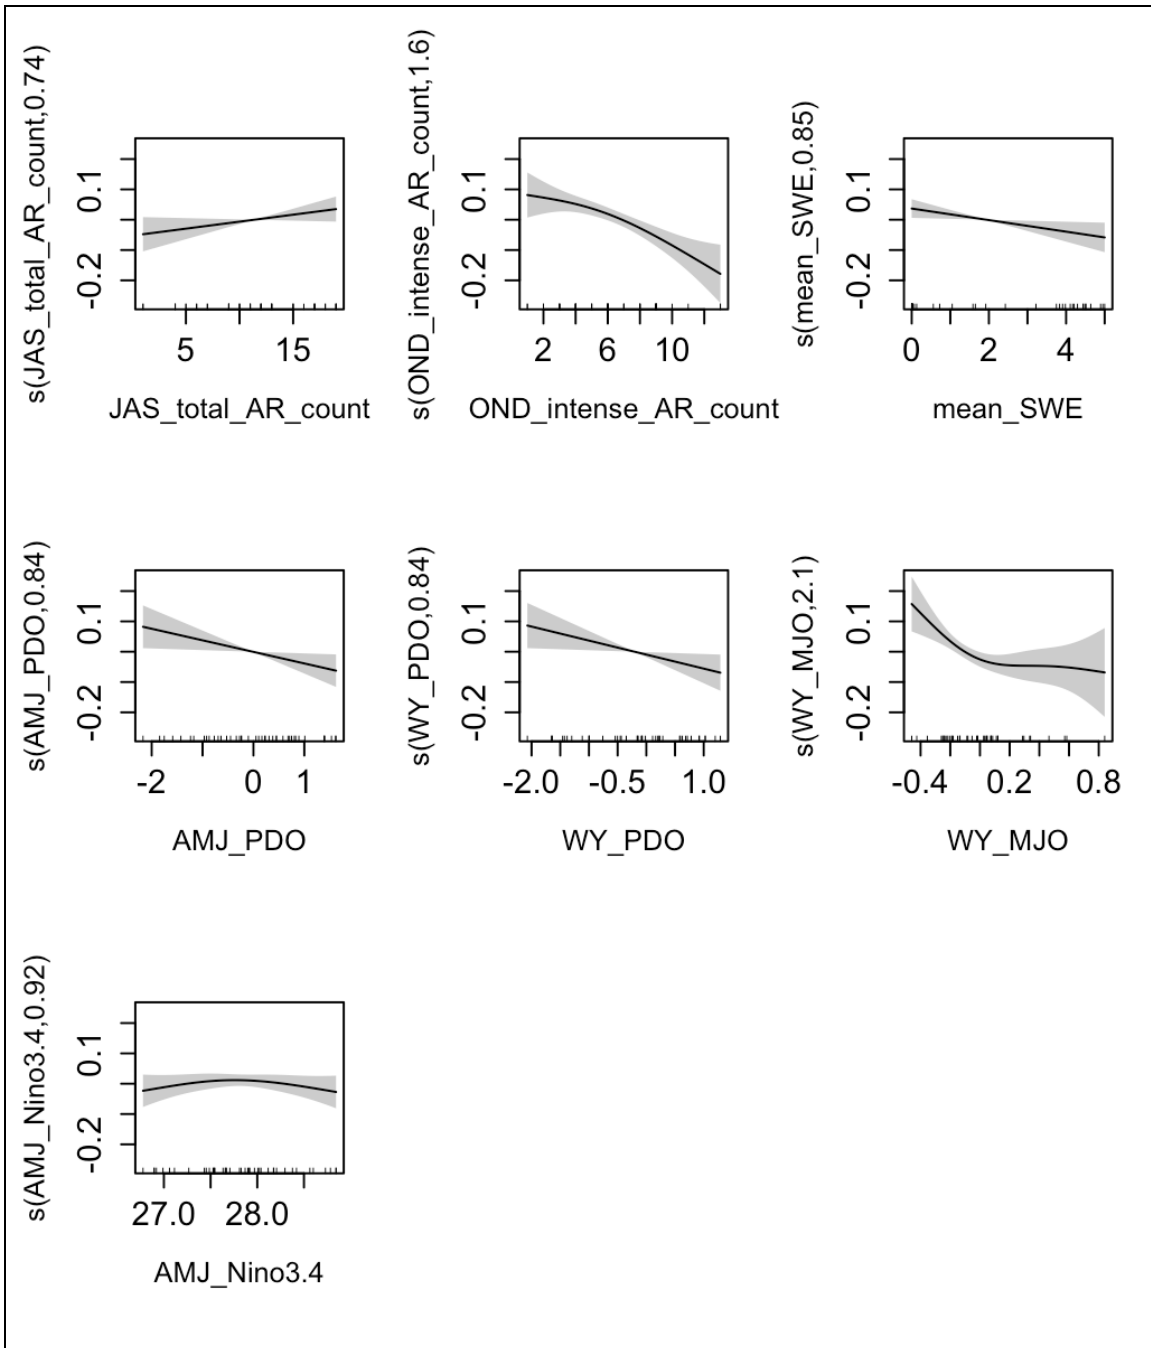 s(JAS_total_AR_count,0.74)
0.1
-0.2
5 15
JAS_total_AR_count
s(OND_intense_AR_count,1.6)
0.1
-0.2
2 6 10
OND_intense_AR_count
s(mean_SWE,0.85)
0.1
-0.2
0 2 4
mean_SWE
s(AMJ_PDO,0.84)
0.1
-0.2
-2 0 1
AMJ_PDO
s(WY_PDO,0.84)
0.1
-0.2
-2.0 -0.5 1.0
WY_PDO
s(WY_MJO,2.1)
0.1
-0.2
-0.4 0.2 0.8
WY_MJO
s(AMJ_Nino3.4,0.92)
0.1
-0.2
27.0 28.0
AMJ_Nino3.4